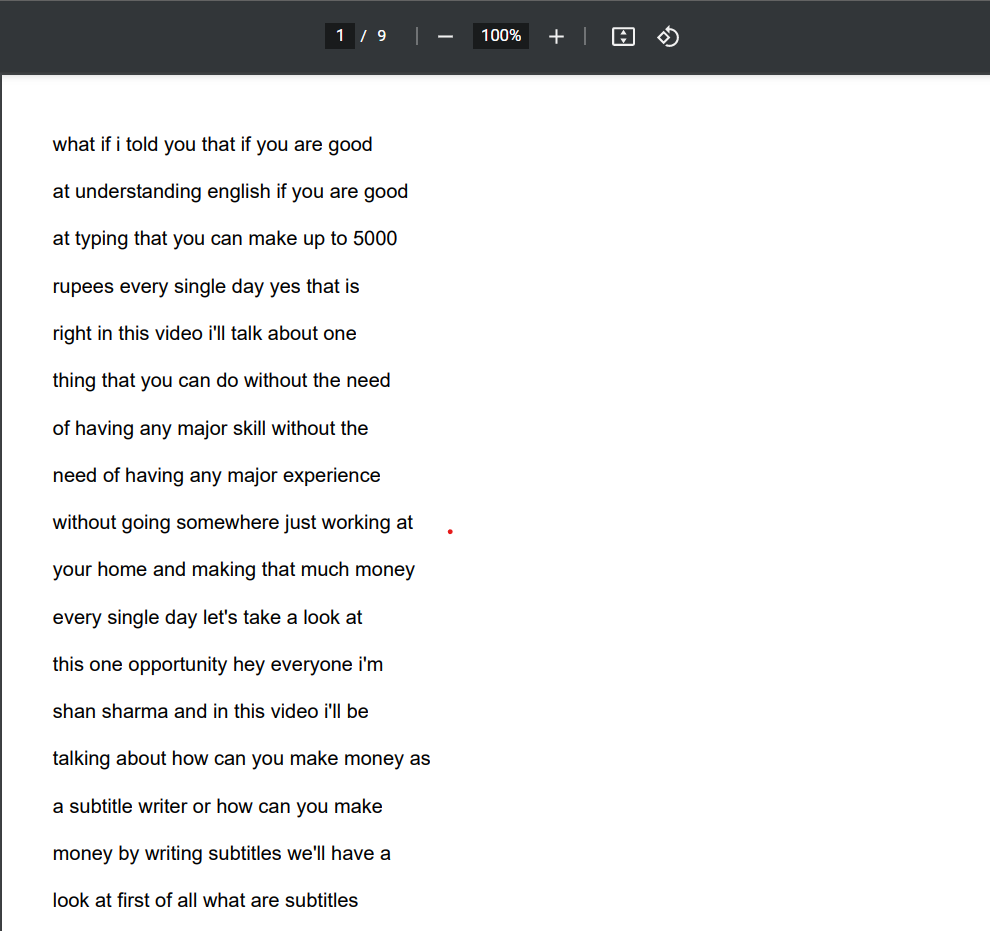 1 / 9 — 100% +
what if i told you that if you are good
at understanding english if you are good
at typing that you can make up to 5000
rupees every single day yes that is
right in this video i'll talk about one
thing that you can do without the need
of having any major skill without the
need of having any major experience
without going somewhere just working at
your home and making that much money
every single day let's take a look at
this one opportunity hey everyone i'm
shan sharma and in this video i'll be
talking about how can you make money as
a subtitle writer or how can you make
money by writing subtitles we'll have a
look at first of all what are subtitles